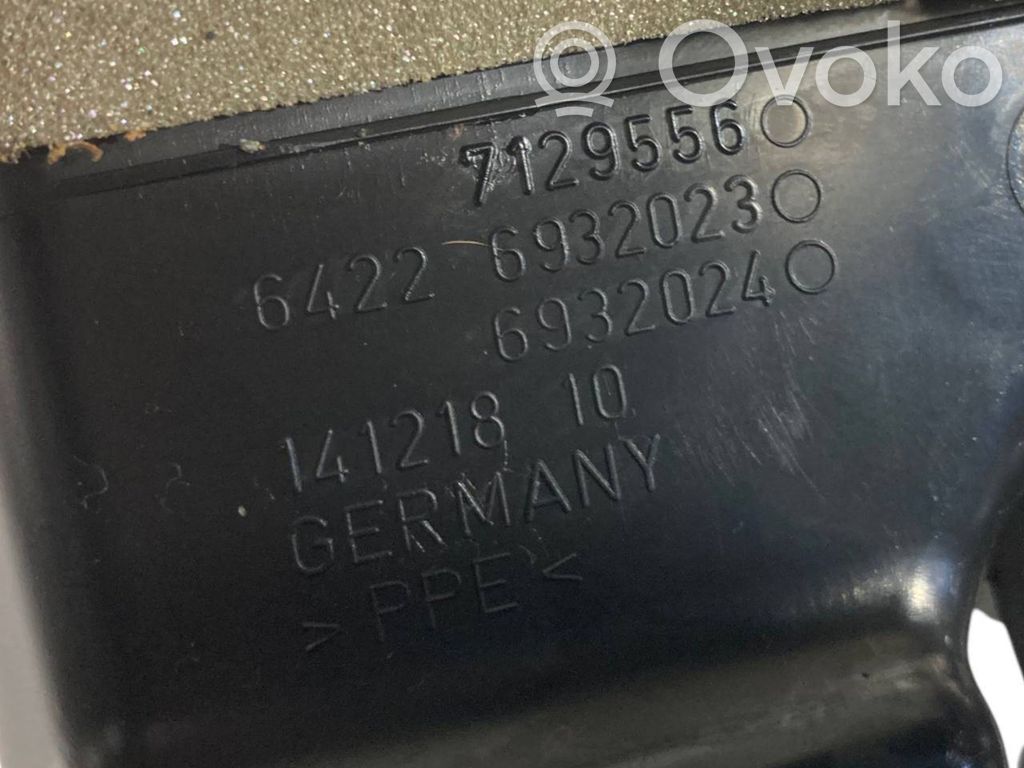 ® Ovoko
7129556
6422 6932023
6932024
141218 10
GERMANY
>PPE<